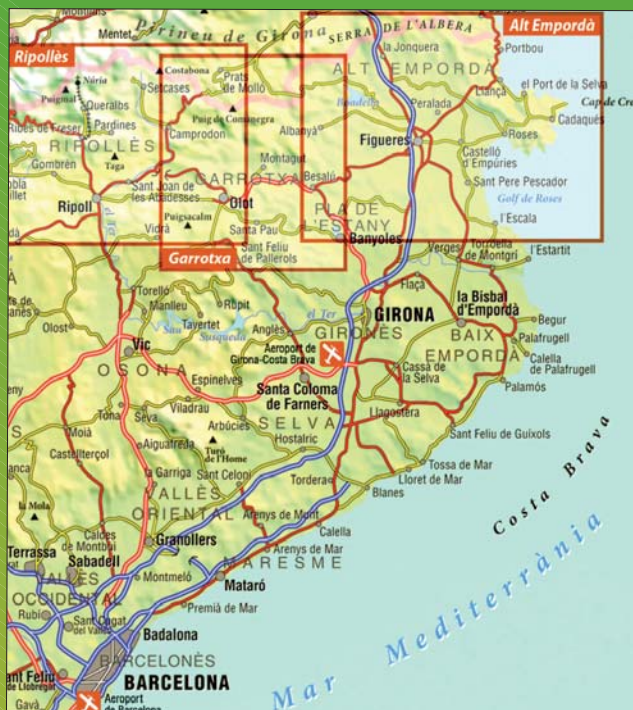 Ripollès
Alt Empordà
Garrotxa
Pirineu de Girona
SERRA DE L'ALBERA
Mentet
la Jonquera
Portbou
ALT EMPORDÀ
Costabona
Prats
de Molló
Núria
Setcases
Puigmal
Queralbs
Puig de Comanegra
Boadella
Peralada
Llançà
el Port de la Selva
Cap de Cre
Cadaqués
Ribes de Freser
Pardines
Camprodon
Albanyà
Figueres
Roses
RIPOLLÈS
Taga
Gombrèn
Montagut
Castelló
d'Empúries
GARROTXA
Besalú
Sant Pere Pescador
Sant Joan de
les Abadesses
Golf de Roses
Ripoll
Olot
PLA DE
L'ESTANY
el Ter
Puigsacalm
l'Escala
Vidrà
Santa Pau
Banyoles
Sant Feliu
de Pallerols
Verges
Torroella
de Montgrí
l'Estartit
Torelló
Flaçà
Manlleu
Rupit
el Ter
Olost
Tavertet
Sau
Susqueda
Anglès
GIRONA
GIRONÈS
la Bisbal
d'Empordà
Begur
Vic
Aeroport de
Girona-Costa Brava
BAIX
EMPORDÀ
Palafrugell
OSONA
Calella
de Palafrugell
Espinelves
Cassà de
la Selva
Santa Coloma
de Farners
Palamós
Tona
Seva
Viladrau
Llagostera
Arbúcies
SELVA
Moià
Aiguafreda
Turó
de l'Home
Hostalric
Sant Feliu de Guíxols
Castellterçol
Tossa de Mar
la Garriga
Sant Celoni
Lloret de Mar
Tordera
Blanes
la Mola
VALLÈS
ORIENTAL
Costa Brava
Arenys de Munt
Calella
Caldes
de Montbui
Granollers
Arenys de Mar
Terrassa
Sabadell
MARESME
VALLÈS
OCCIDENTAL
Montmeló
Mataró
Rubí
Sant Cugat
del Vallès
Premià de Mar
Mar Mediterrània
Badalona
BARCELONÈS
ant Feliu
de Llobregat
BARCELONA
Gavà
Aeroport
de Barcelona